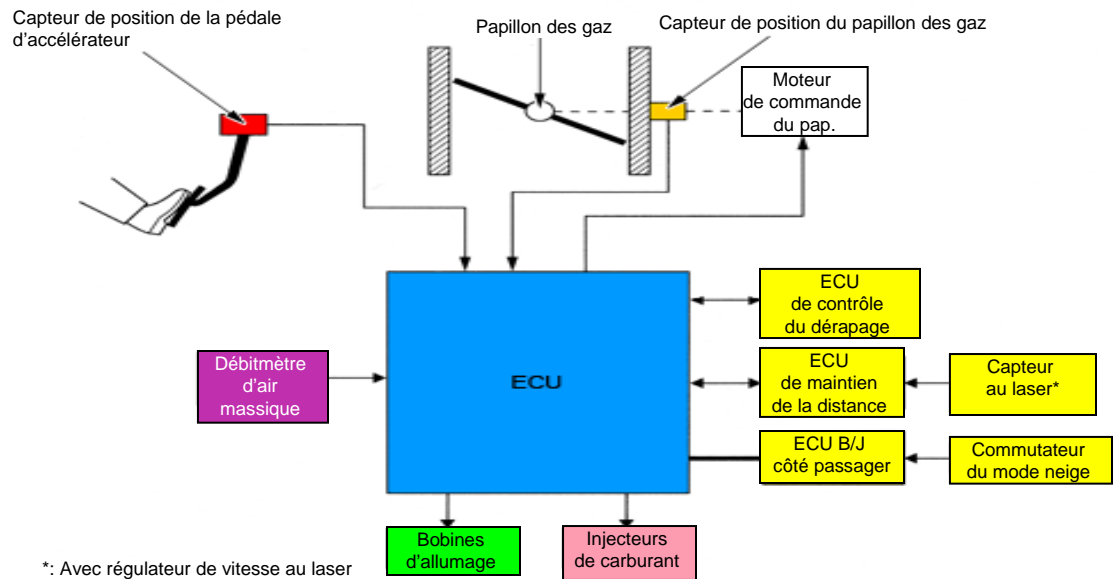 Capteur de position de la pédale
d'accélérateur
Papillon des gaz
Capteur de position du papillon des gaz
Moteur
de commande
du pap.
ECU
de contrôle
du dérapage
Débitmètre
d'air
massique
ECU
ECU
de maintien
de la distance
Capteur
au laser*
ECU B/J
côté passager
Commutateur
du mode neige
Bobines
d'allumage
Injecteurs
de carburant
*: Avec régulateur de vitesse au laser